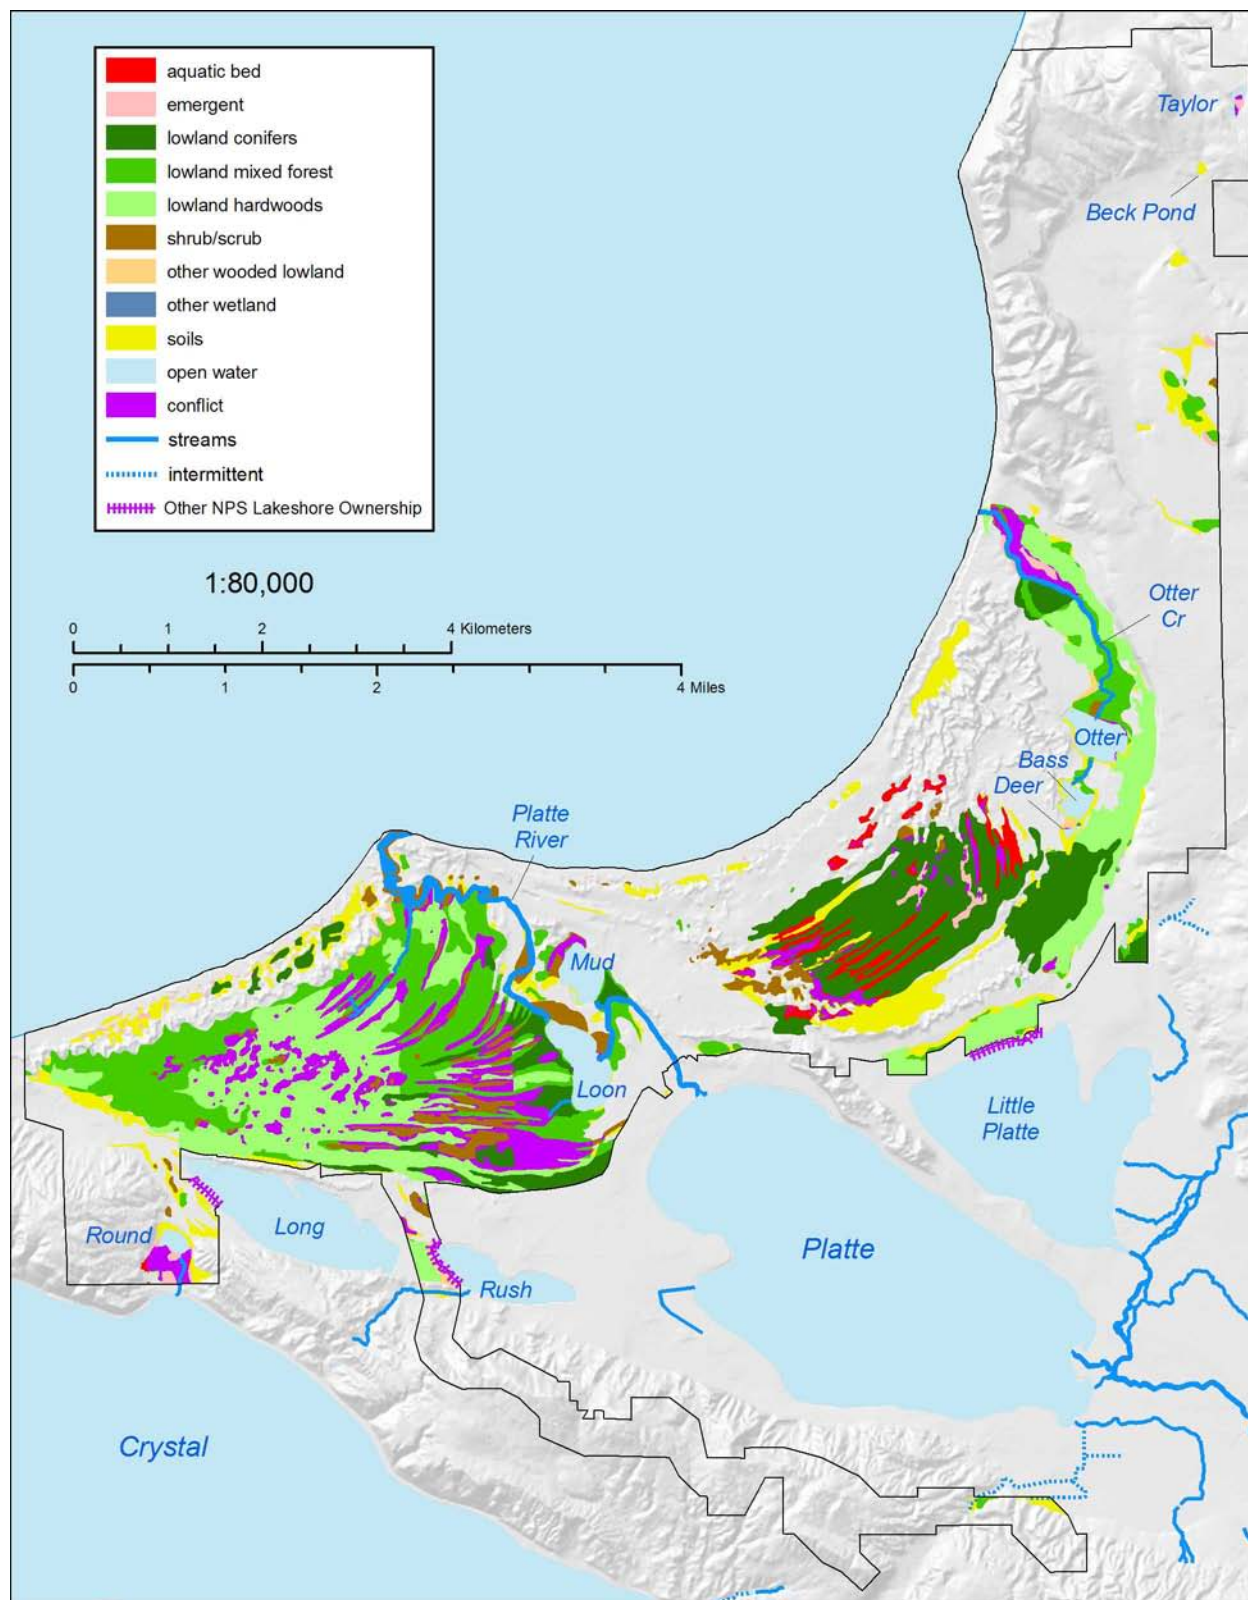 aquatic bed
emergent
lowland conifers
lowland mixed forest
lowland hardwoods
shrub/scrub
other wooded lowland
other wetland
soils
open water
conflict
streams
intermittent
Other NPS Lakeshore Ownership
Taylor
Beck Pond
1:80,000
0 1 2 4 Kilometers
0 1 2 4 Miles
Otter
Cr
Otter
Bass
Deer
Platte
River
Mud
Loon
Little
Platte
Round
Long
Platte
Rush
Crystal